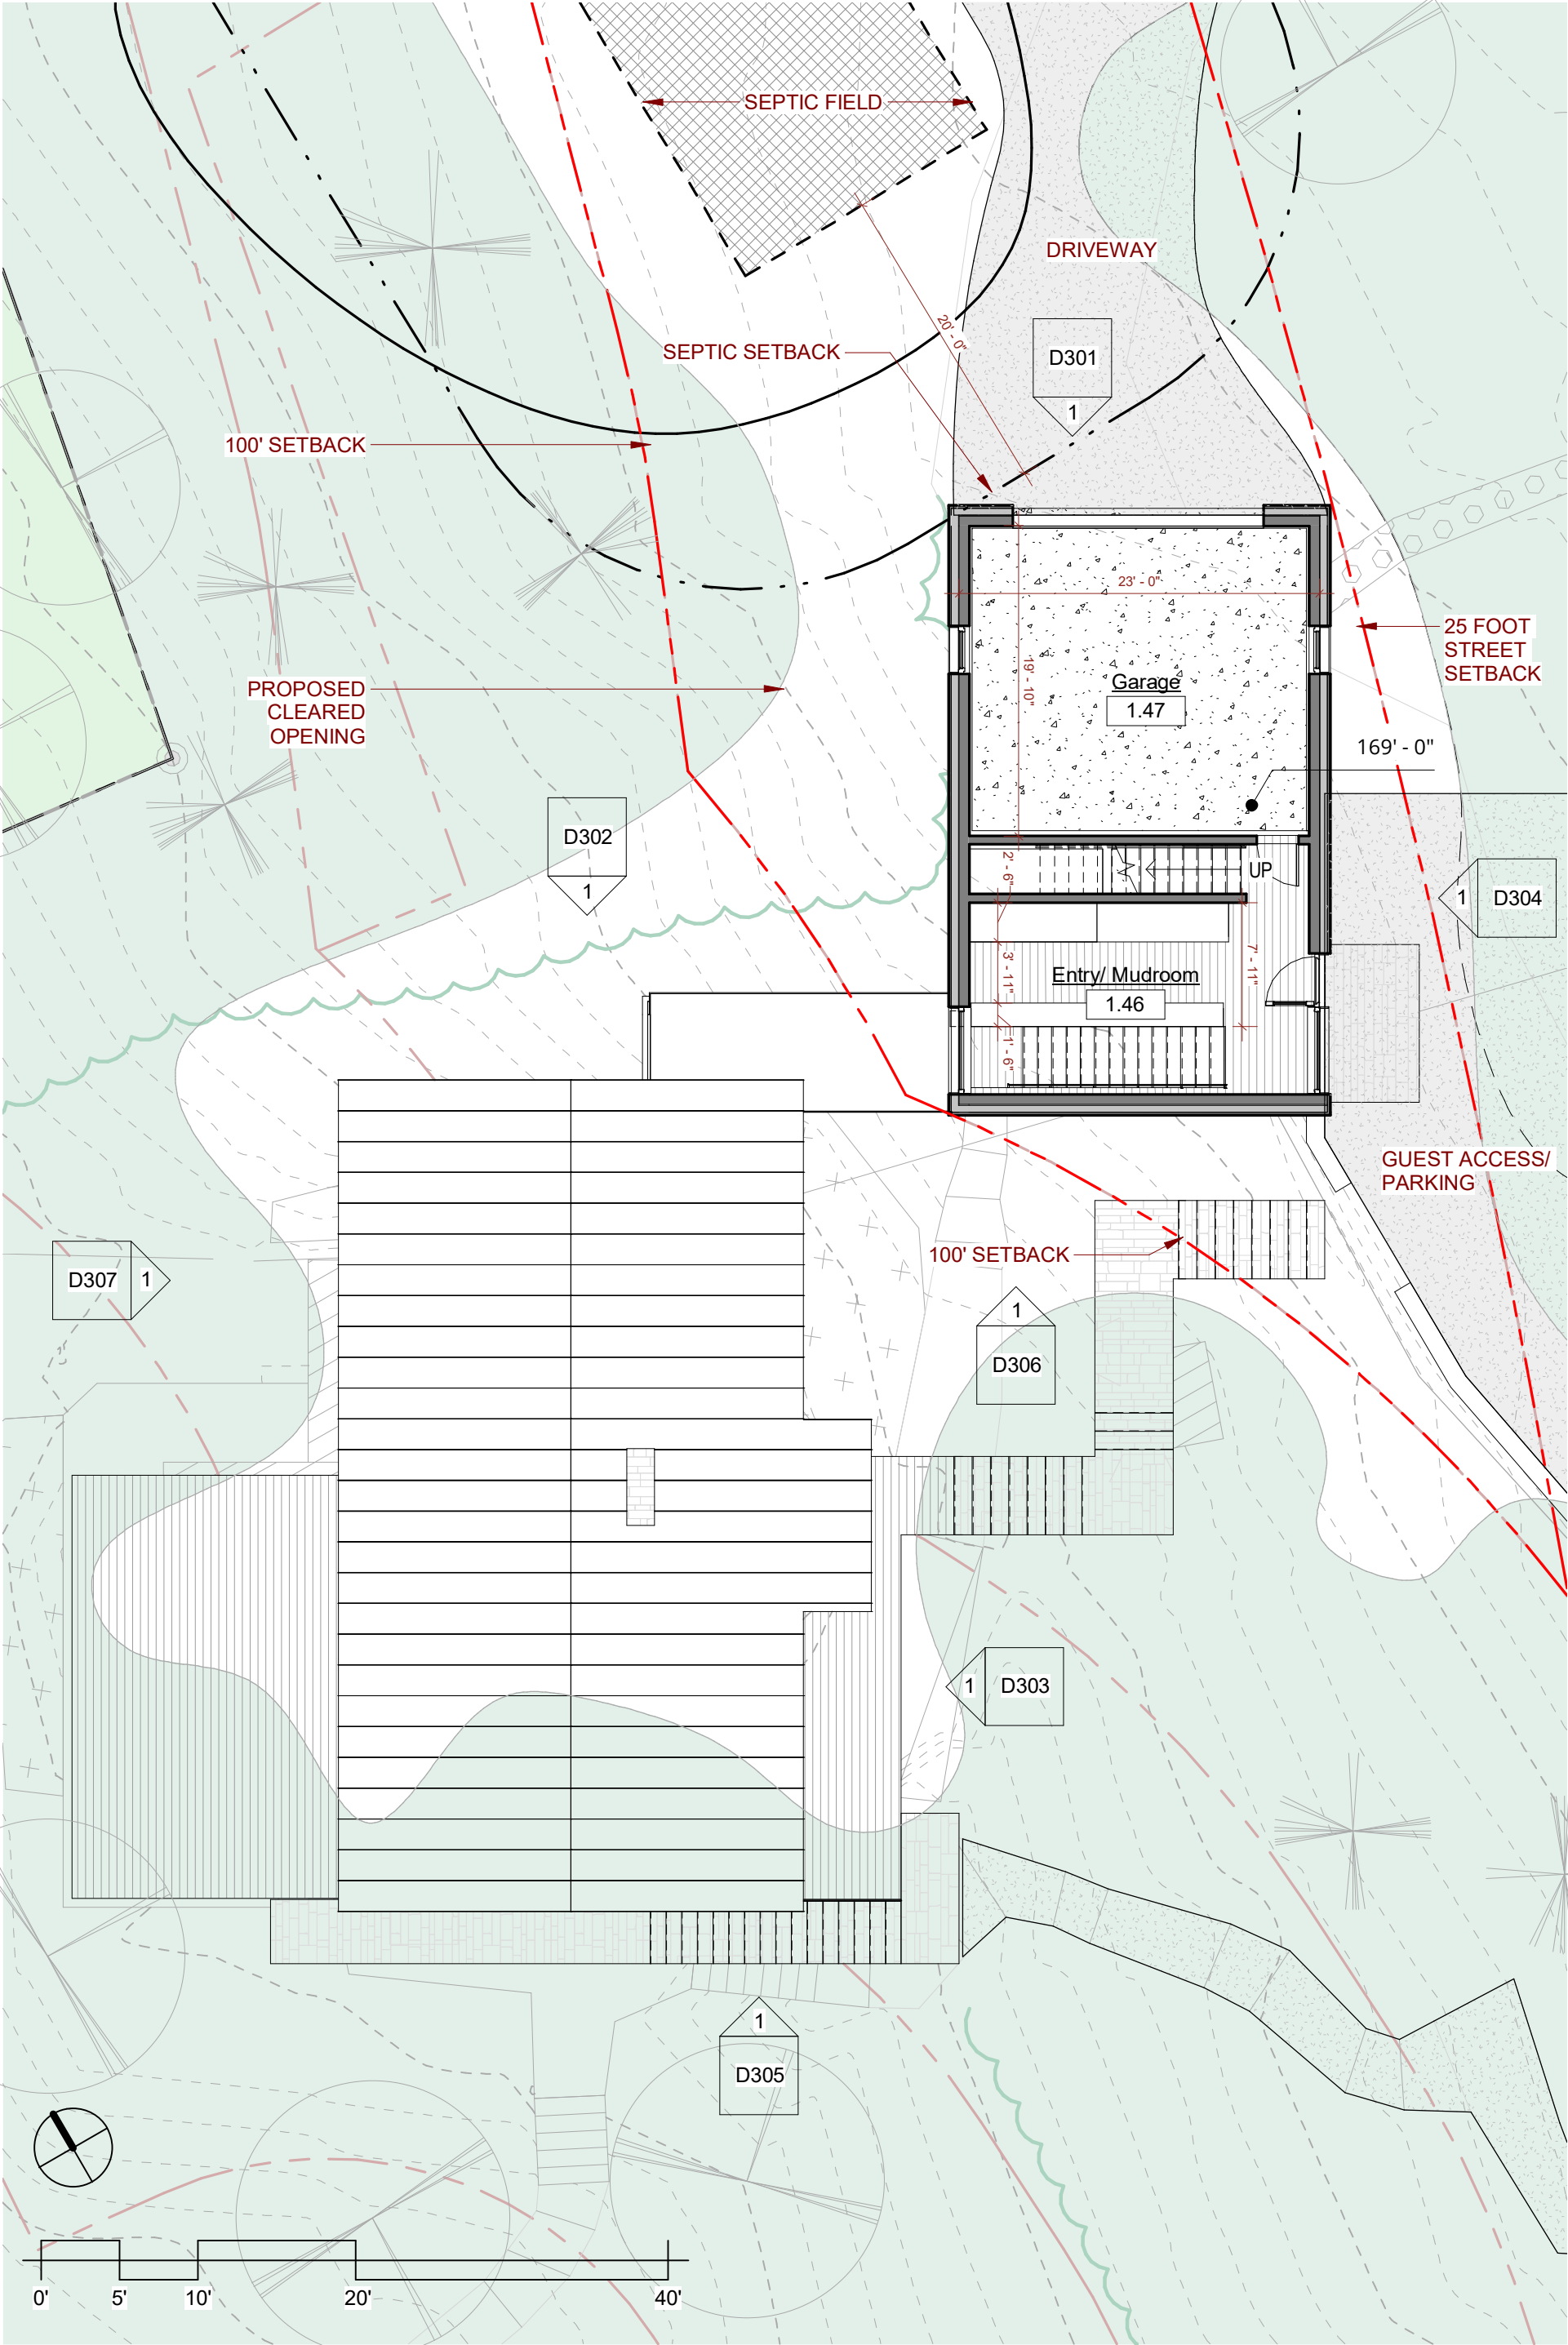 SEPTIC FIELD
DRIVEWAY
20' - 0"
SEPTIC SETBACK
D301
1
100' SETBACK
23' - 0"
25 FOOT
STREET
SETBACK
19' - 10"
Garage
1.47
PROPOSED
CLEARED
OPENING
169' - 0"
D302
1
2' - 6"
UP
1
D304
3' - 11"
Entry/ Mudroom
1.46
7' - 11"
1' - 6"
GUEST ACCESS/
PARKING
100' SETBACK
D307
1
1
D306
1
D303
1
D305
0'
5'
10'
20'
40'